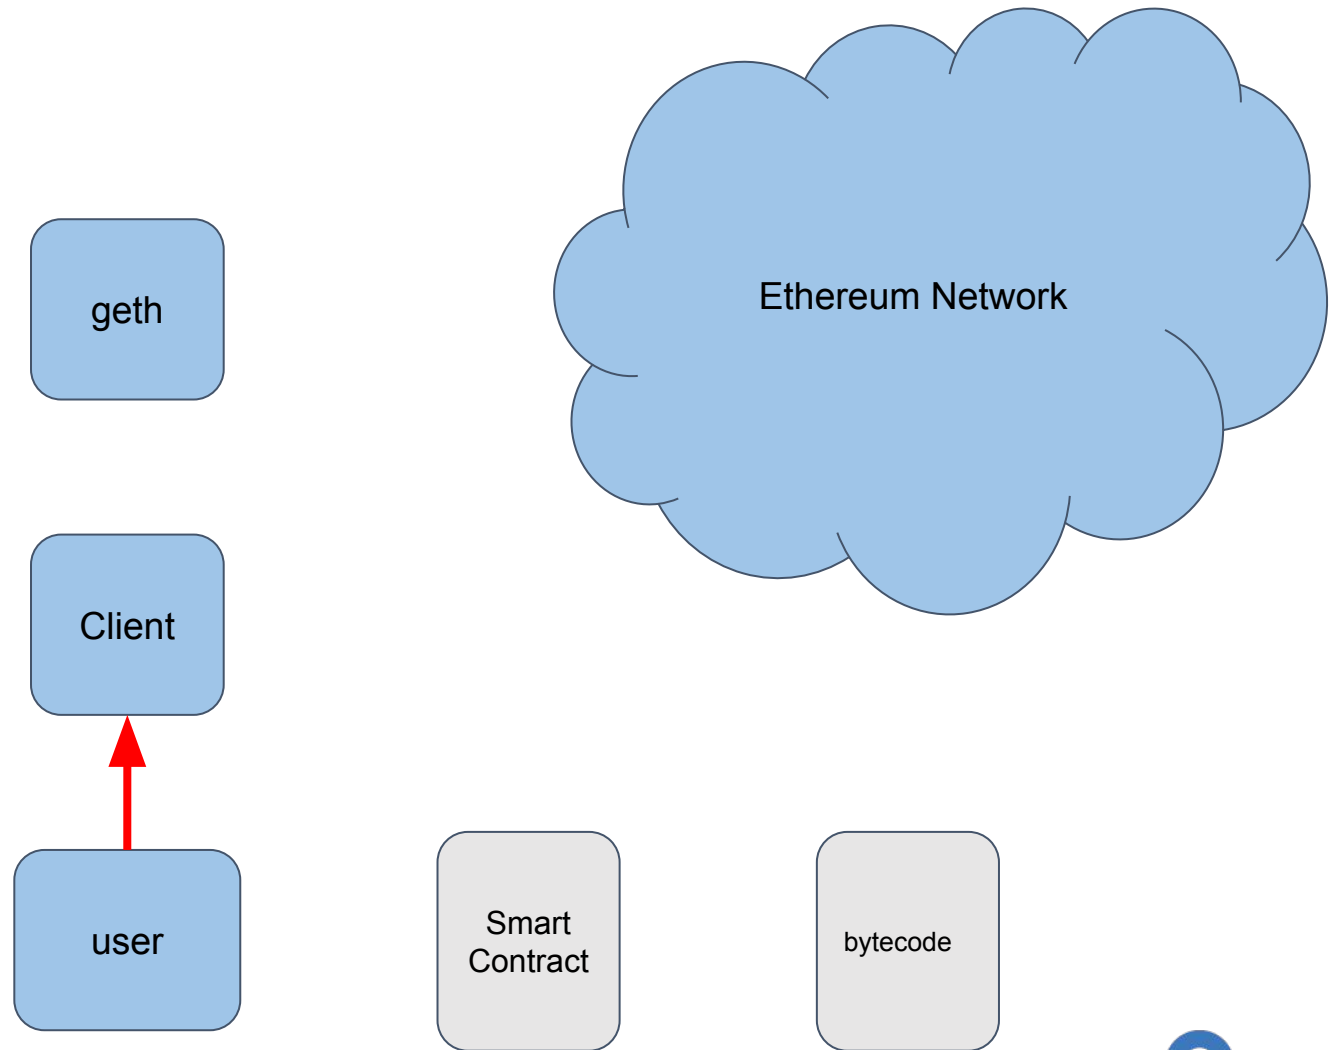 Ethereum Network
geth
Client
user
Smart
Contract
bytecode